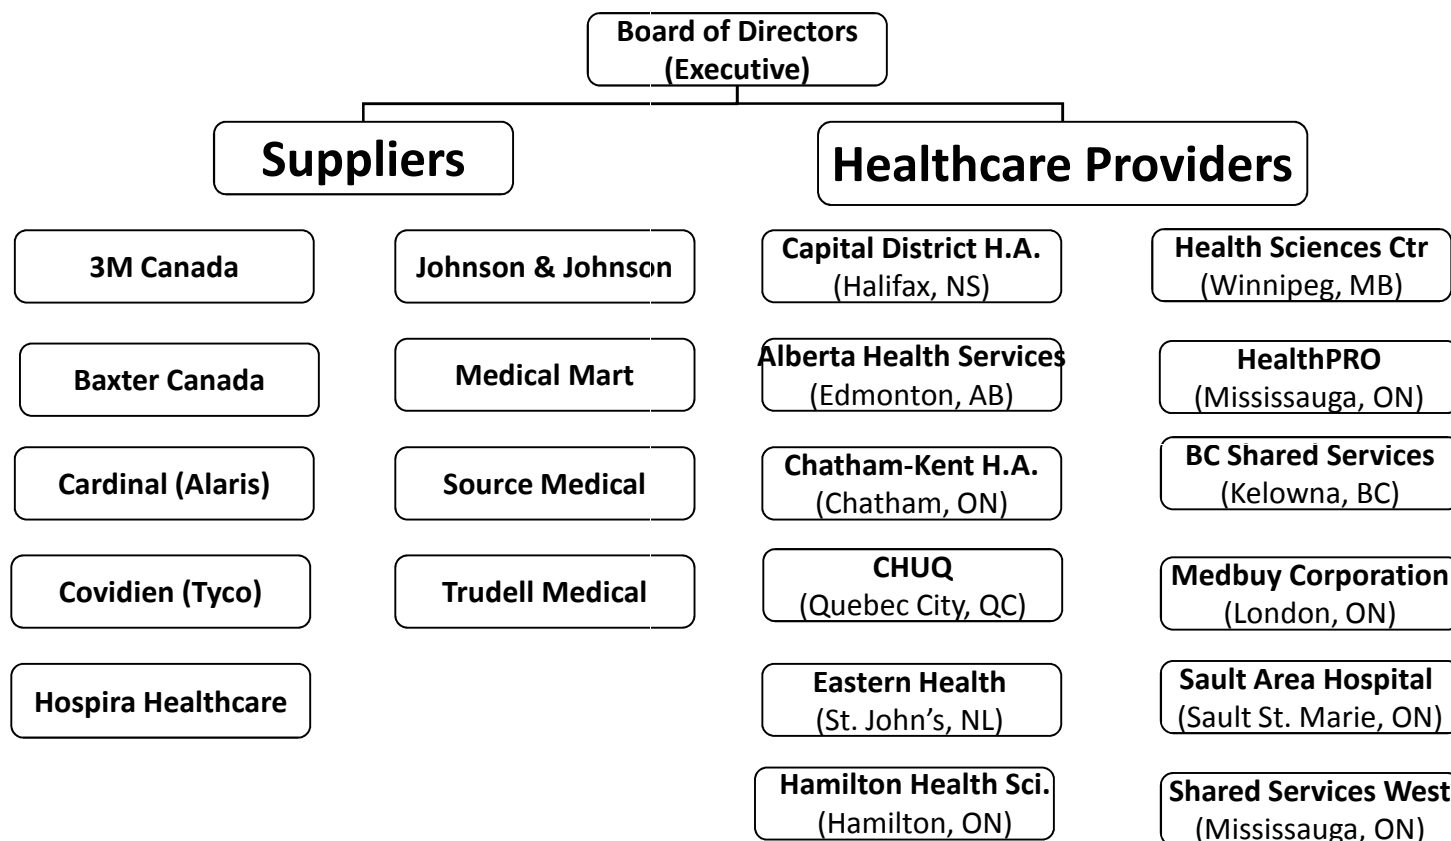 Board of Directors
(Executive)
Suppliers
Healthcare Providers
3M Canada
Johnson & Johnson
Capital District H.A.
(Halifax, NS)
Health Sciences Ctr
(Winnipeg, MB)
Baxter Canada
Medical Mart
Alberta Health Services
(Edmonton, AB)
HealthPRO
(Mississauga, ON)
Cardinal (Alaris)
Source Medical
Chatham-Kent H.A.
(Chatham, ON)
BC Shared Services
(Kelowna, BC)
Covidien (Tyco)
Trudell Medical
CHUQ
(Quebec City, QC)
Medbuy Corporation
(London, ON)
Hospira Healthcare
Eastern Health
(St. John’s, NL)
Sault Area Hospital
(Sault St. Marie, ON)
Hamilton Health Sci.
(Hamilton, ON)
Shared Services West
(Mississauga, ON)